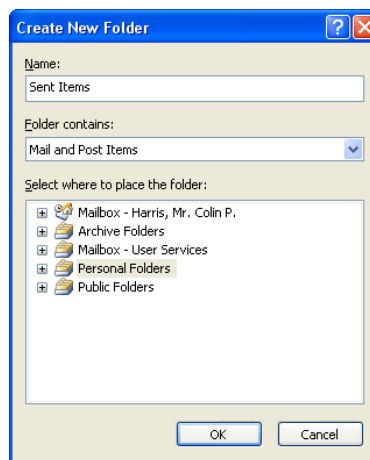 Create New Folder
Name:
Sent Items
Folder contains:
Mail and Post Items
Select where to place the folder:
Mailbox - Harris, Mr. Colin P.
Archive Folders
Mailbox - User Services
Personal Folders
Public Folders
OK Cancel